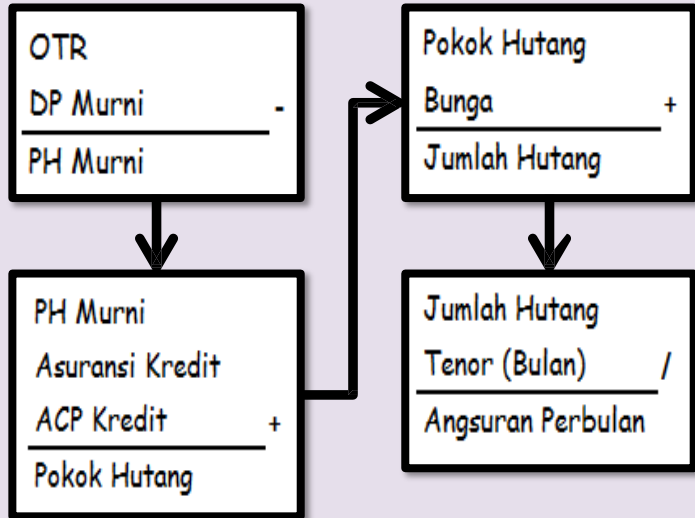 OTR
DP Murni -
PH Murni
PH Murni
Asuransi Kredit
ACP Kredit +
Pokok Hutang
Pokok Hutang
Bunga +
Jumlah Hutang
Jumlah Hutang
Tenor (Bulan) /
Angsuran Perbulan